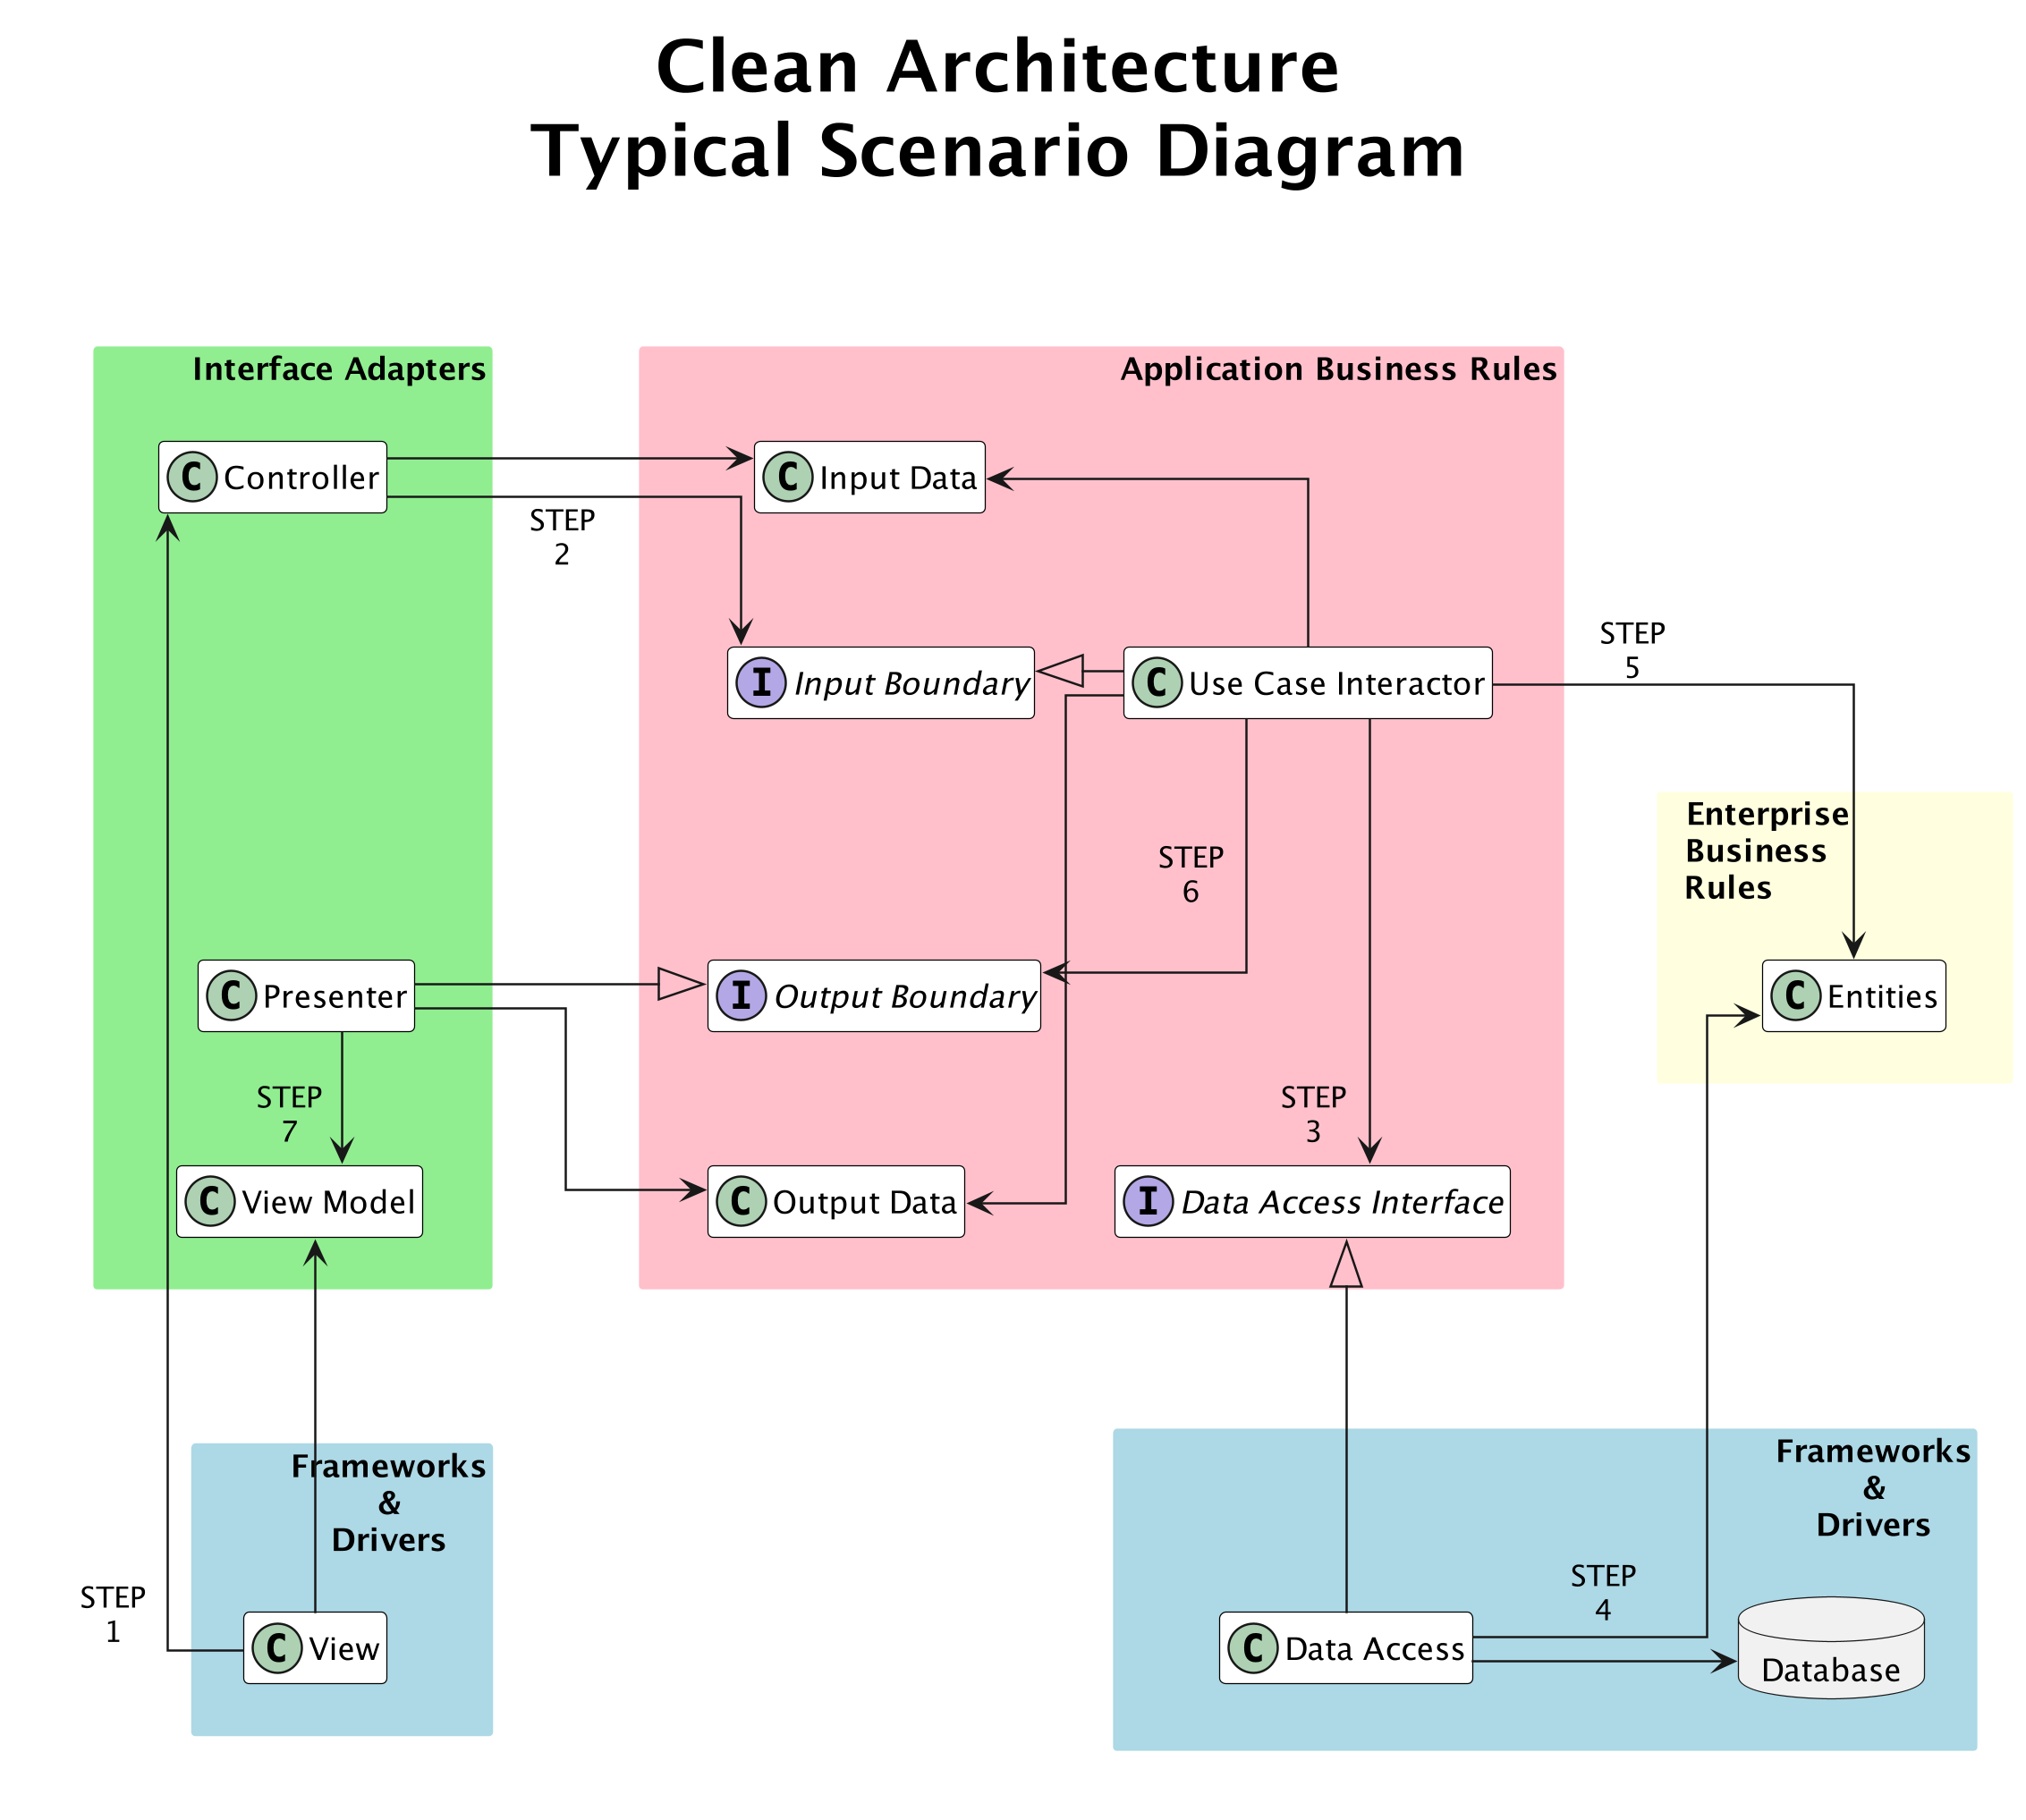 Clean Architecture
Typical Scenario Diagram
Interface Adapters
Application Business Rules
C Controller
C Input Data
STEP
2
I Input Boundary
C Use Case Interactor
STEP
5
Enterprise
Business
Rules
STEP
6
C Presenter
I Output Boundary
C Entities
STEP
7
STEP
3
C View Model
C Output Data
I Data Access Interface
Frameworks
&
Drivers
Frameworks
&
Drivers
STEP
1
STEP
4
C View
C Data Access
Database